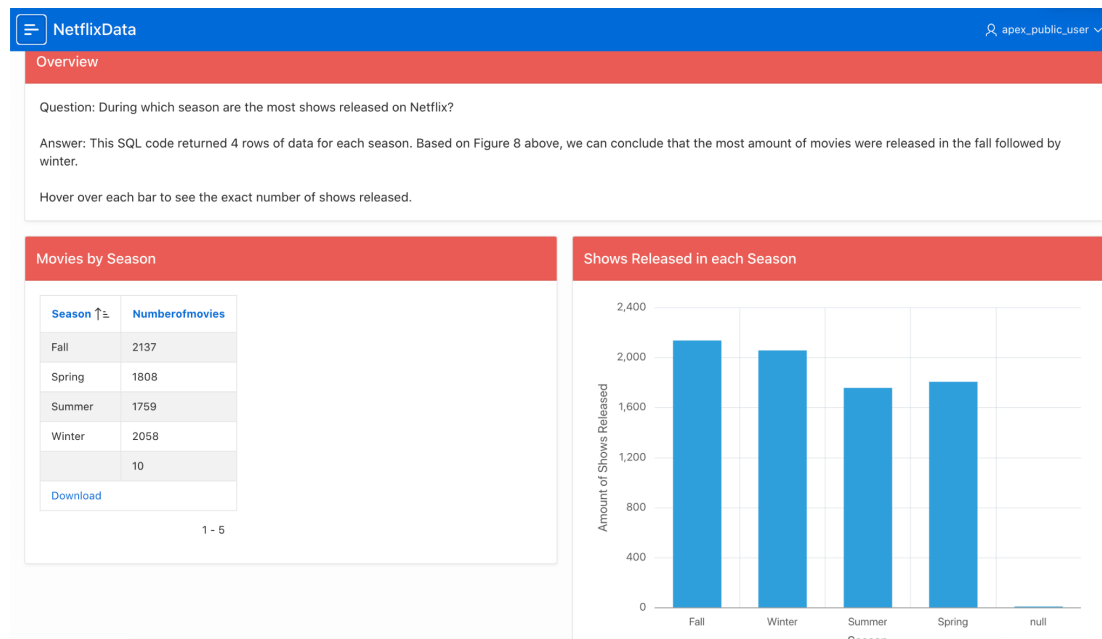 NetflixData
apex_public_user
Overview
Question: During which season are the most shows released on Netflix?
Answer: This SQL code returned 4 rows of data for each season. Based on Figure 8 above, we can conclude that the most amount of movies were released in the fall followed by
winter.
Hover over each bar to see the exact number of shows released.
Movies by Season
Season Numberofmovies
Fall 2137
Spring 1808
Summer 1759
Winter 2058
10
Download
1 - 5
Shows Released in each Season
Amount of Shows Released
2,400
2,000
1,600
1,200
800
400
0
Fall Winter Summer Spring null
Season